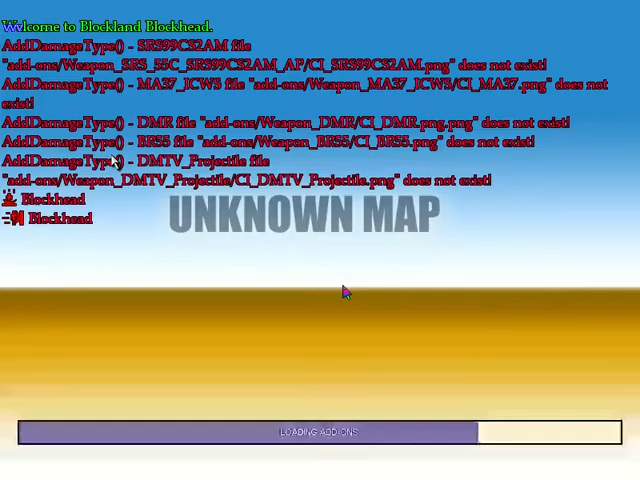 Welcome to Blockland Blockhead.
AddDamageType() - SRS99CS2AM file
"add-ons/Weapon_SRS_55C_SRS99CS2AM_AP/CI_SRS99CS2AM.png" does not exist!
AddDamageType() - MA37_ICWS file "add-ons/Weapon_MA37_ICWS/CI_MA37.png" does not
exist!
AddDamageType() - DMR file "add-ons/Weapon_DMR/CI_DMR.png.png" does not exist!
AddDamageType() - BR55 file "add-ons/Weapon_BR55/CI_BR55.png" does not exist!
AddDamageType() - DMTV_Projectile file
"add-ons/Weapon_DMTV_Projectile/CI_DMTV_Projectile.png" does not exist!
Blockhead
Blockhead
UNKNOWN MAP
LOADING ADD-ONS